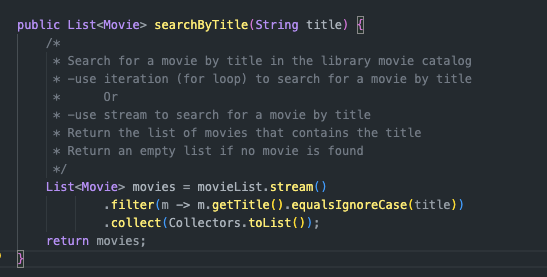 public List<Movie> searchByTitle(String title) {
/*
* Search for a movie by title in the library movie catalog
* -use iteration (for loop) to search for a movie by title
* Or
* -use stream to search for a movie by title
* Return the list of movies that contains the title
* Return an empty list if no movie is found
*/
List<Movie> movies = movieList.stream()
.filter(m -> m.getTitle().equalsIgnoreCase(title))
.collect(Collectors.toList());
return movies;
}